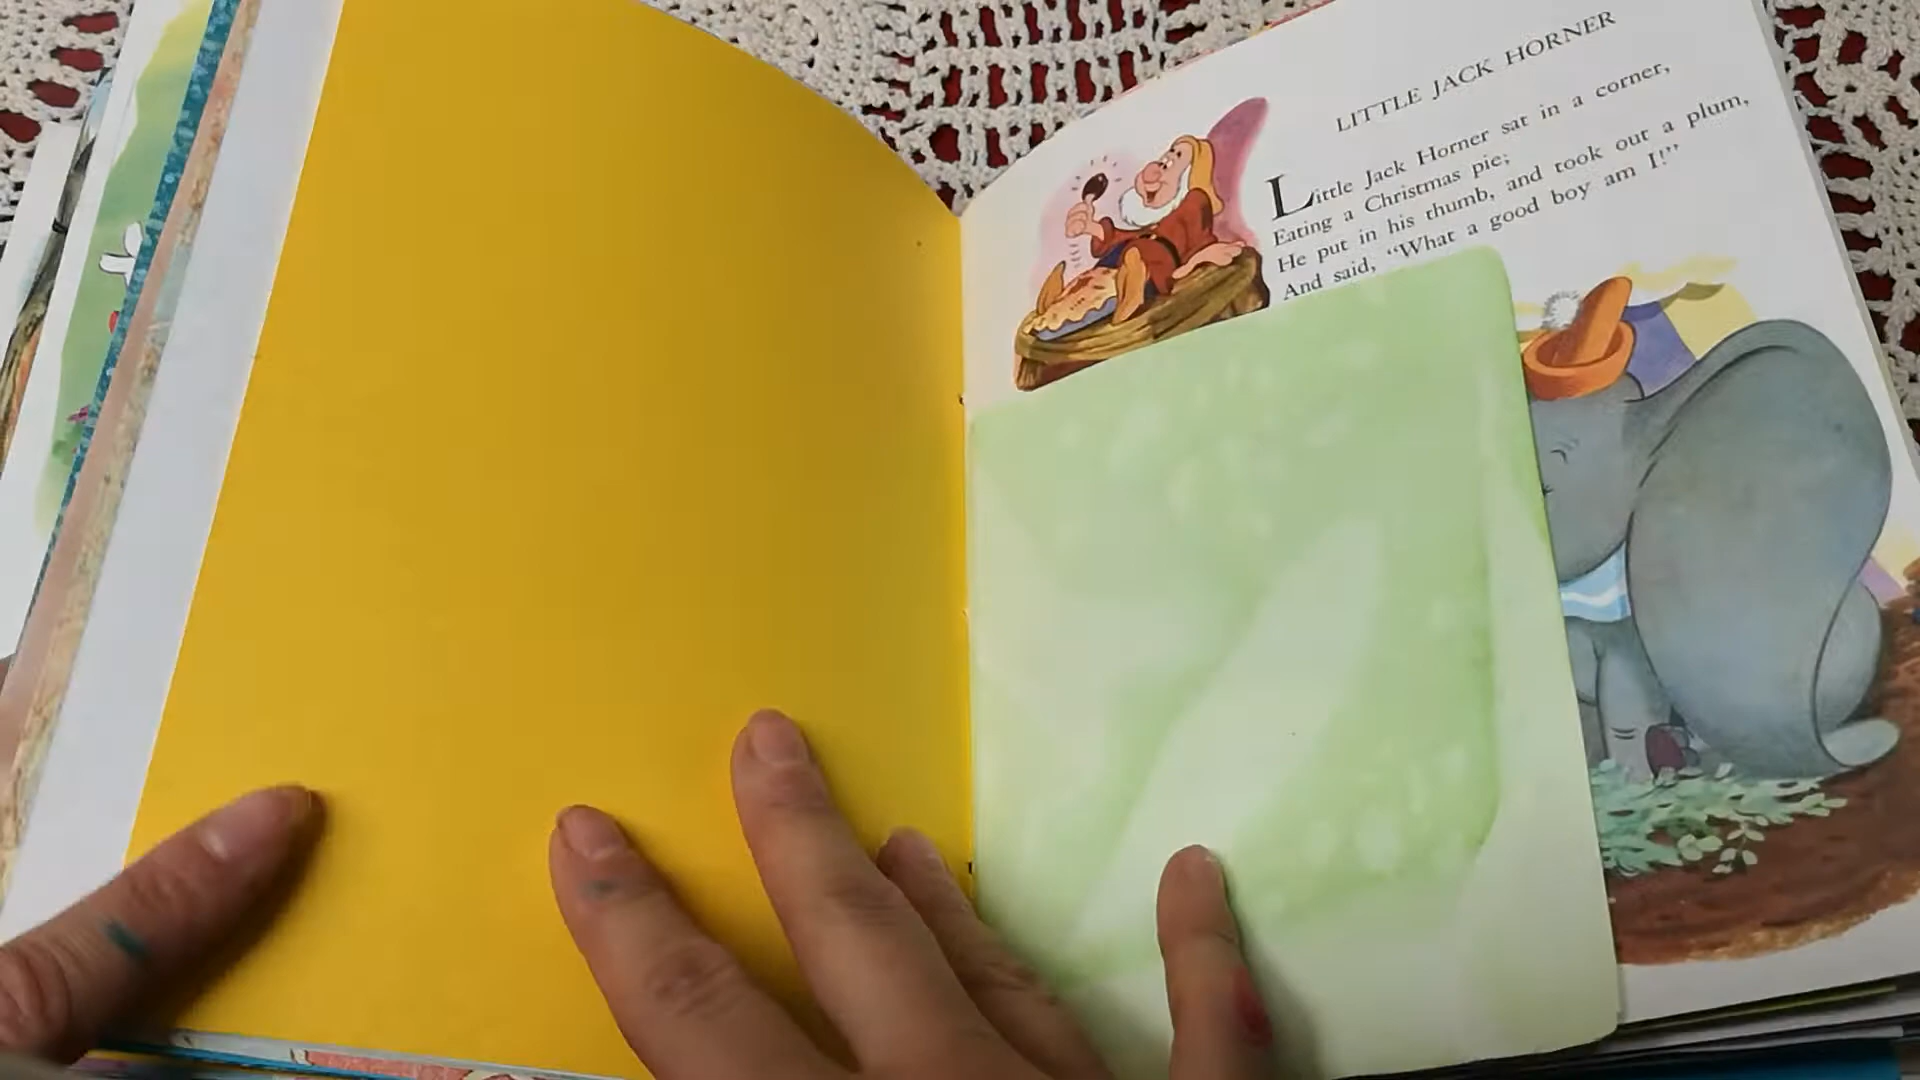 LITTLE JACK HORNER
Little Jack Horner sat in a corner,
Eating a Christmas pie;
He put in his thumb, and took out a plum,
And said, “What a good boy am I!”